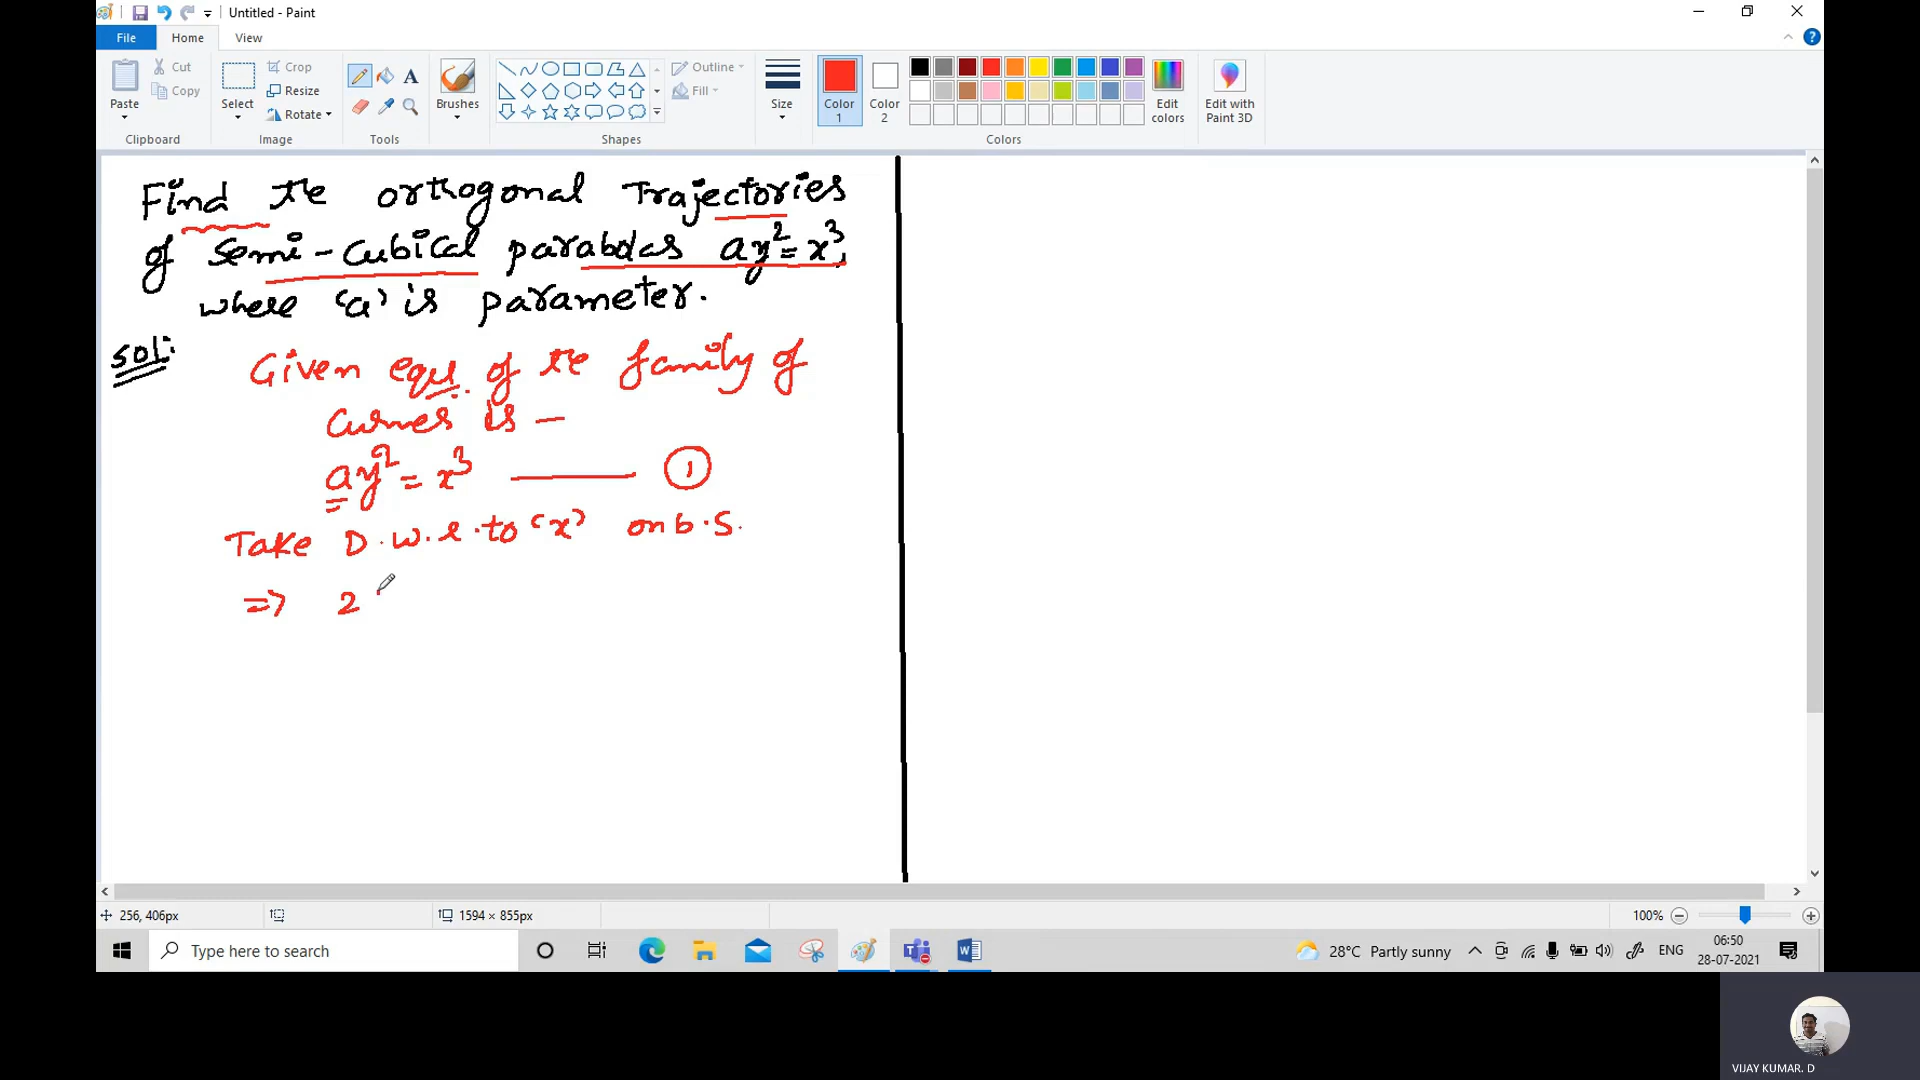 Untitled - Paint
File Home View
Paste Cut Copy Clipboard
Select Crop Resize Rotate Image
Tools
Brushes
Shapes
Outline Fill
Size
Color 1 Color 2
Edit colors
Colors
Edit with Paint 3D
Find the orthogonal Trajectories
of semi-cubical parabolas ay² = x³,
where 'a' is parameter.
Sol:
Given equ. of the family of
Curves is —
ay² = x³ ——— ①
Take D.w.r.to 'x' on b.s.
=> 2
256, 406px
1594 × 855px
100%
Type here to search
28°C Partly sunny
ENG
06:50
28-07-2021
VIJAY KUMAR. D